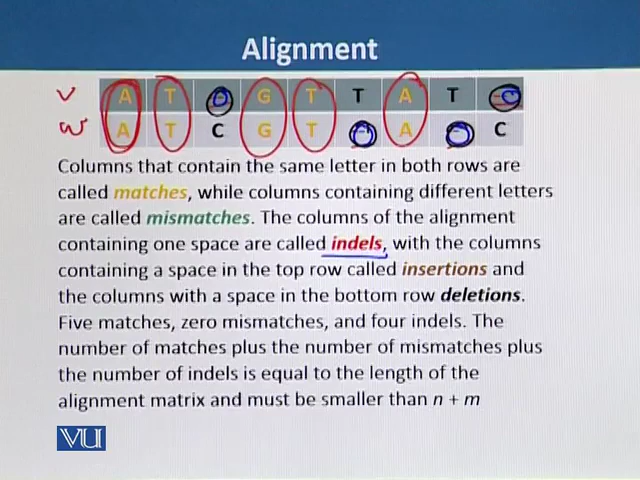 Alignment
v A T - G T T A T -
w A T C G T - A - C
Columns that contain the same letter in both rows are
called matches, while columns containing different letters
are called mismatches. The columns of the alignment
containing one space are called indels, with the columns
containing a space in the top row called insertions and
the columns with a space in the bottom row deletions.
Five matches, zero mismatches, and four indels. The
number of matches plus the number of mismatches plus
the number of indels is equal to the length of the
alignment matrix and must be smaller than n + m
VU